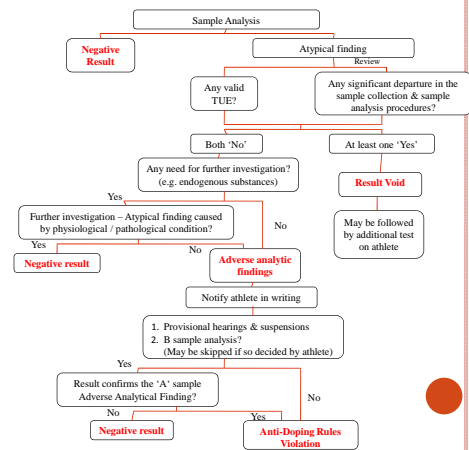 Sample Analysis
Negative
Result
Atypical finding
Review
Any valid
TUE?
Any significant departure in the
sample collection & sample
analysis procedures?
Both ‘No’
At least one ‘Yes’
Any need for further investigation?
(e.g. endogenous substances)
Result Void
Yes
No
Further investigation – Atypical finding caused
by physiological / pathological condition?
May be followed
by additional test
on athlete
Yes
No
Negative result
Adverse analytic
findings
Notify athlete in writing
1. Provisional hearings & suspensions
2. B sample analysis?
(May be skipped if so decided by athlete)
Yes
No
Result confirms the ‘A’ sample
Adverse Analytical Finding?
No
Yes
Negative result
Anti-Doping Rules
Violation